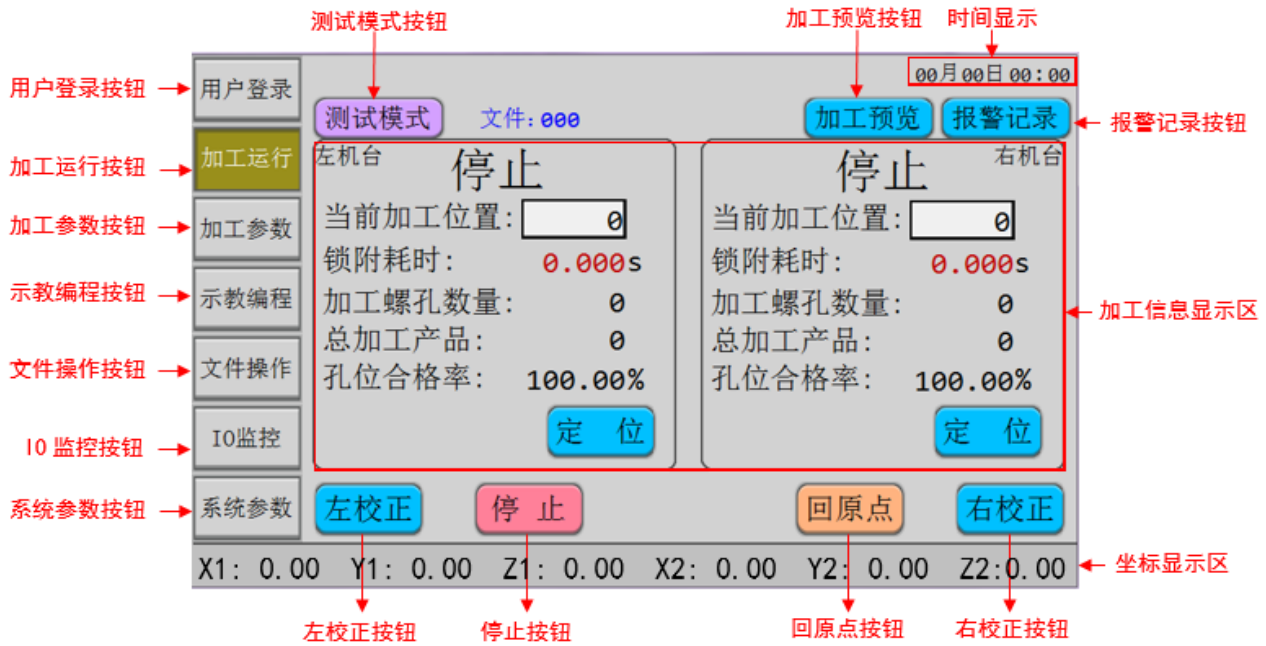 测试模式按钮 加工预览按钮 时间显示
00月00日 00:00
用户登录按钮 用户登录
测试模式 文件:000 加工预览 报警记录 报警记录按钮
加工运行按钮 加工运行 左机台 停止 停止 右机台
当前加工位置: 0 当前加工位置: 0
加工参数按钮 加工参数
锁附耗时: 0.000s 锁附耗时: 0.000s
示教编程按钮 示教编程 加工螺孔数量: 0 加工螺孔数量: 0 加工信息显示区
总加工产品: 0 总加工产品: 0
文件操作按钮 文件操作 孔位合格率: 100.00% 孔位合格率: 100.00%
IO监控按钮 IO监控 定 位 定 位
系统参数按钮 系统参数 左校正 停 止 回原点 右校正
X1: 0.00 Y1: 0.00 Z1: 0.00 X2: 0.00 Y2: 0.00 Z2:0.00 坐标显示区
左校正按钮 停止按钮 回原点按钮 右校正按钮